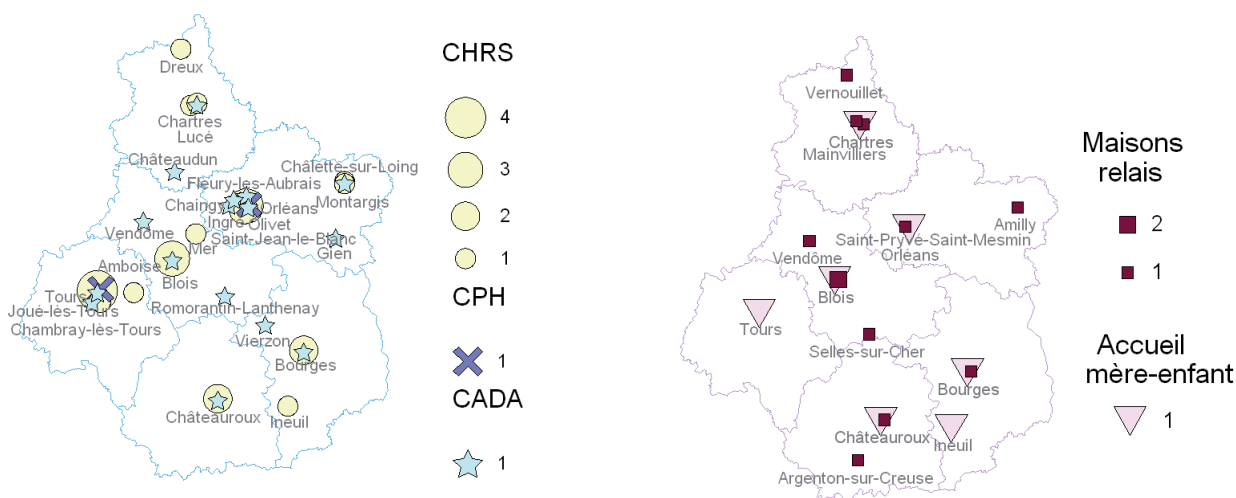 Dreux
Chartres
Lucé
Châteaudun
Châlette-sur-Loing
Fleury-les-Aubrais
Montargis
Chaingy
Orléans
Ingré
Olivet
Saint-Jean-le-Blanc
Gien
Vendôme
Mer
Amboise
Blois
Tours
Joué-lès-Tours
Chambray-lès-Tours
Romorantin-Lanthenay
Vierzon
Bourges
Châteauroux
Ineuil
CHRS
4
3
2
1
CPH
1
CADA
1
Vernouillet
Chartres
Mainvilliers
Amilly
Saint-Pryvé-Saint-Mesmin
Orléans
Vendôme
Blois
Tours
Selles-sur-Cher
Bourges
Châteauroux
Ineuil
Argenton-sur-Creuse
Maisons
relais
2
1
Accueil
mère-enfant
1